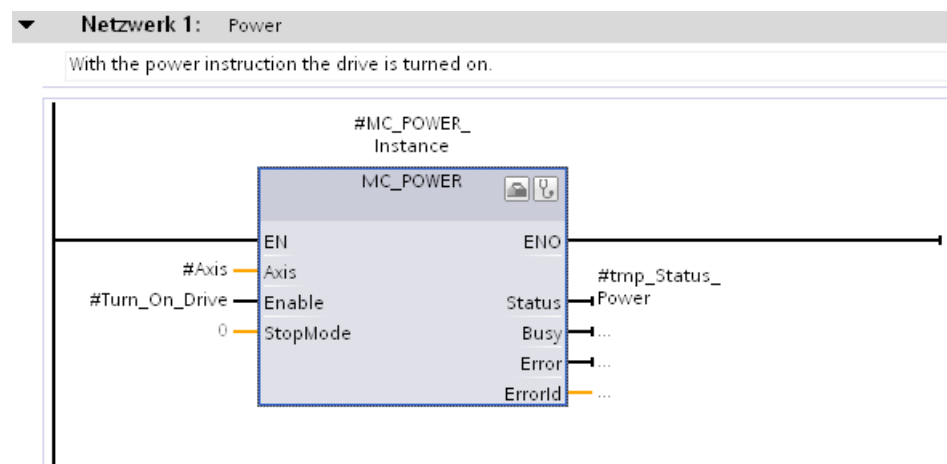 Netzwerk 1: Power
With the power instruction the drive is turned on.
#MC_POWER_
Instance
MC_POWER
EN ENO
#Axis Axis
#tmp_Status_
#Turn_On_Drive Enable Status Power
0 StopMode Busy ...
Error ...
ErrorId ...